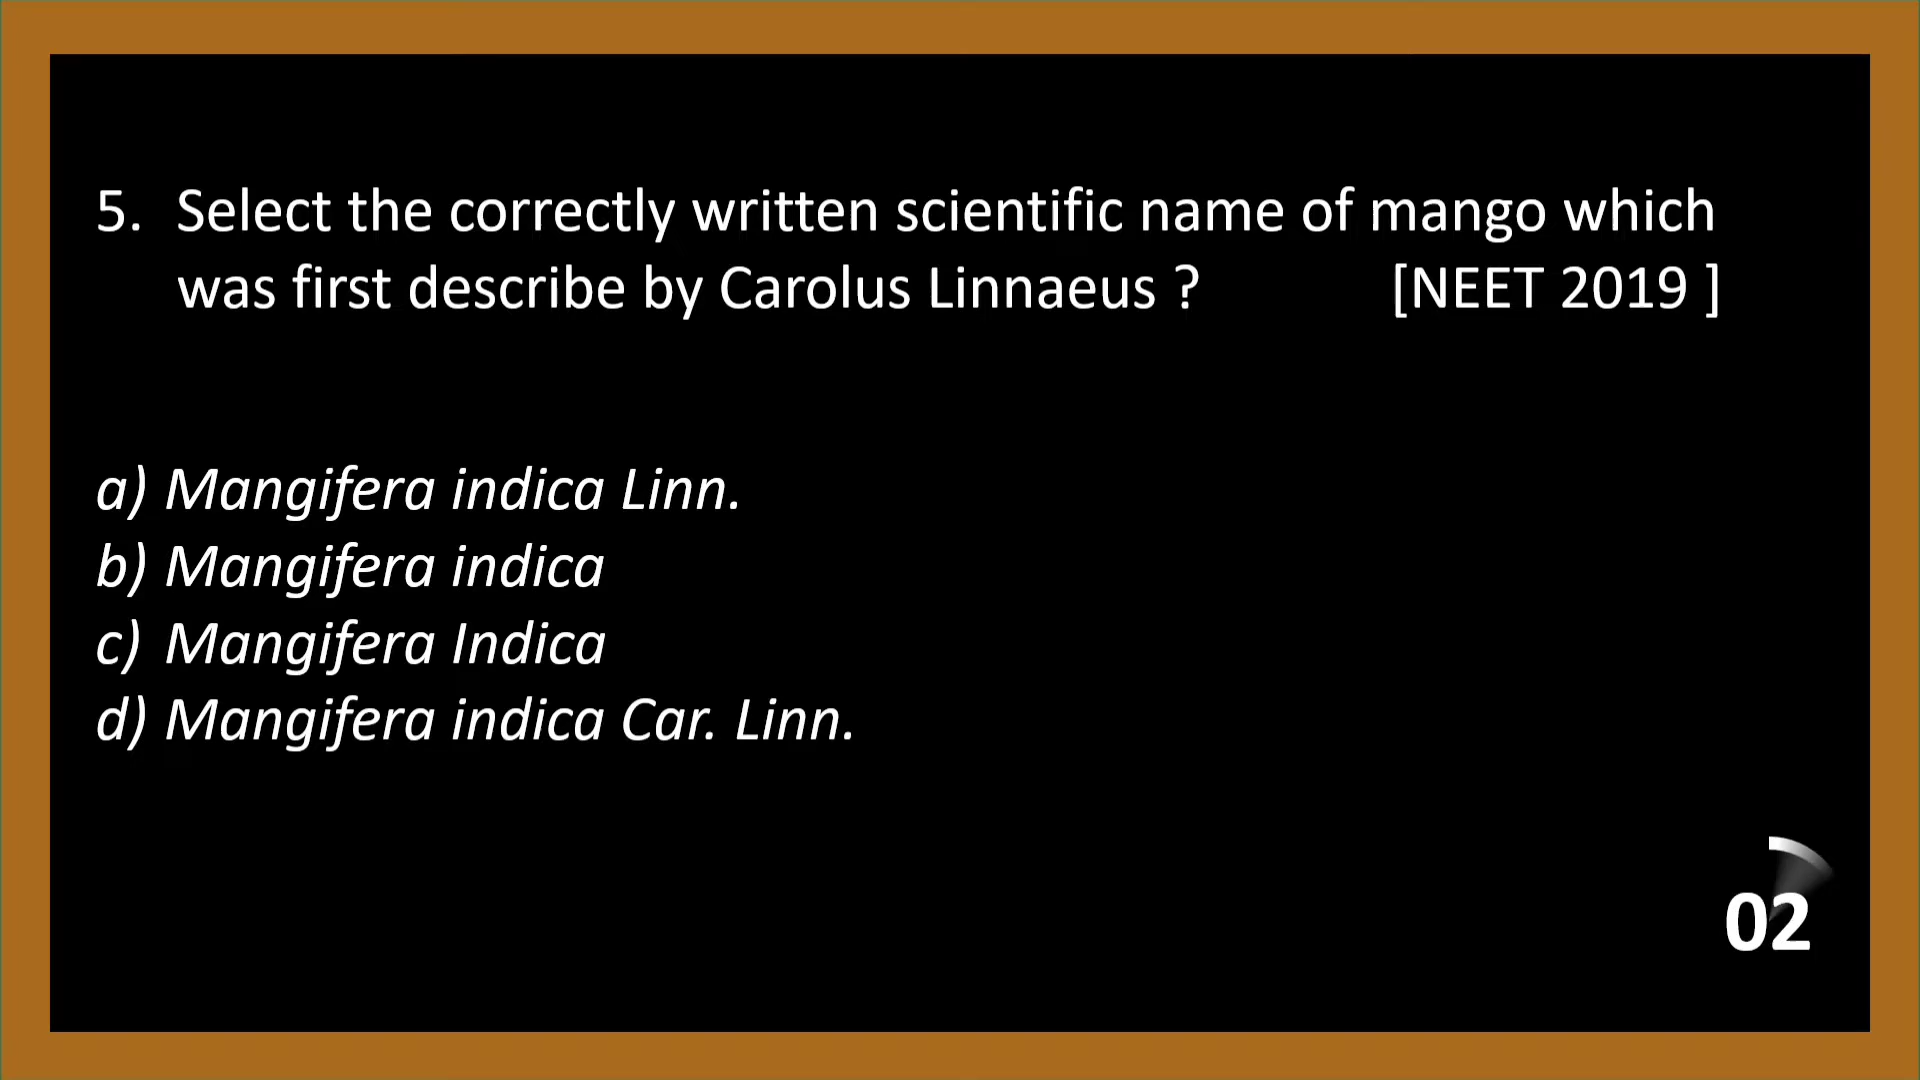 5. Select the correctly written scientific name of mango which
was first describe by Carolus Linnaeus ? [NEET 2019 ]
a) Mangifera indica Linn.
b) Mangifera indica
c) Mangifera Indica
d) Mangifera indica Car. Linn.
02